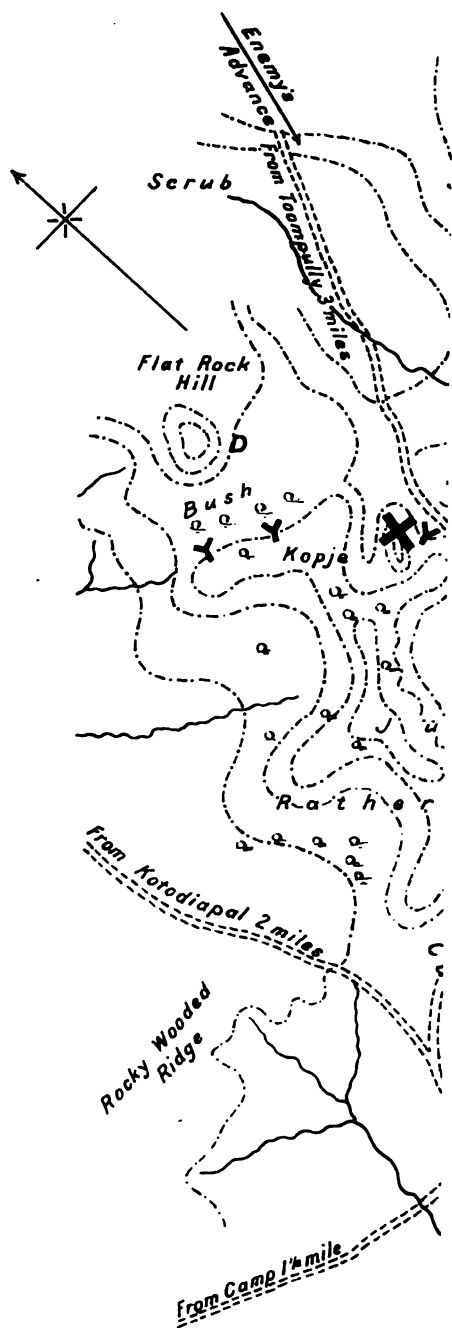 Enemy's
Advance
From Toompully 3 miles
Scrub
Flat Rock
Hill
D
Bush
Kopje
J u
Rather
From Kotodiapal 2 miles
Rocky Wooded
Ridge
From Camp 1½ mile